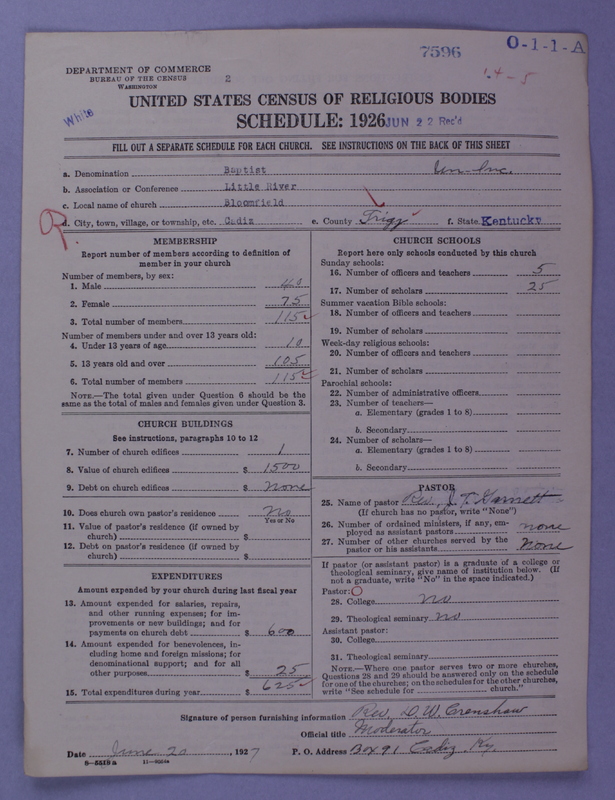 7596
O-1-1-A
DEPARTMENT OF COMMERCE
BUREAU OF THE CENSUS
WASHINGTON
2
1.4-5
White
UNITED STATES CENSUS OF RELIGIOUS BODIES
SCHEDULE: 1926
JUN 22 Rec'd
FILL OUT A SEPARATE SCHEDULE FOR EACH CHURCH. SEE INSTRUCTIONS ON THE BACK OF THIS SHEET
a. Denomination Baptist Un-Inc.
b. Association or Conference Little River
c. Local name of church Bloomfield
d. City, town, village, or township, etc. Cadiz e. County Trigg f. State Kentucky
MEMBERSHIP
Report number of members according to definition of
member in your church
Number of members, by sex:
1. Male 40
2. Female 75
3. Total number of members 115
Number of members under and over 13 years old:
4. Under 13 years of age 10
5. 13 years old and over 105
6. Total number of members 115
NOTE.—The total given under Question 6 should be
same as the total of males and females given under Question 3.
CHURCH BUILDINGS
See instructions, paragraphs 10 to 12
7. Number of church edifices 1
8. Value of church edifices $ 1500
9. Debt on church edifices $ None
10. Does church own pastor's residence? No
Yes or No
11. Value of pastor's residence (if owned by
church) $
12. Debt on pastor's residence (if owned by
church) $
EXPENDITURES
Amount expended by your church during last fiscal year
13. Amount expended for salaries, repairs,
and other running expenses; for im-
provements or new buildings; and for
payments on church debt $ 600
14. Amount expended for benevolences, in-
cluding home and foreign missions; for
denominational support; and for all
other purposes $ 25
15. Total expenditures during year $ 625
CHURCH SCHOOLS
Report here only schools conducted by this church
Sunday schools:
16. Number of officers and teachers 5
17. Number of scholars 25
Summer vacation Bible schools:
18. Number of officers and teachers
19. Number of scholars
Week-day religious schools:
20. Number of officers and teachers
21. Number of scholars
Parochial schools:
22. Number of administrative officers
23. Number of teachers—
a. Elementary (grades 1 to 8)
b. Secondary
24. Number of scholars—
a. Elementary (grades 1 to 8)
b. Secondary
PASTOR
25. Name of pastor Rev. J. T. Garnett
(If church has no pastor, write "None")
26. Number of ordained ministers, if any, em-
ployed as assistant pastors none
27. Number of other churches served by the
pastor or his assistants None
If pastor (or assistant pastor) is a graduate of a college or
theological seminary, give name of institution below. (If
not a graduate, write "No" in the space indicated.)
Pastor:
28. College no
29. Theological seminary no
Assistant pastor:
30. College
31. Theological seminary
NOTE.—Where one pastor serves two or more churches,
Questions 28 and 29 should be answered only on the schedule
for one of the churches; on the schedules for the other churches,
write "See schedule for church."
Signature of person furnishing information Rev. D. W. Crenshaw
Official title Moderator
Date June 20, 1927 P. O. Address Box 91 Cadiz Ky.
8-5519a 11-9054